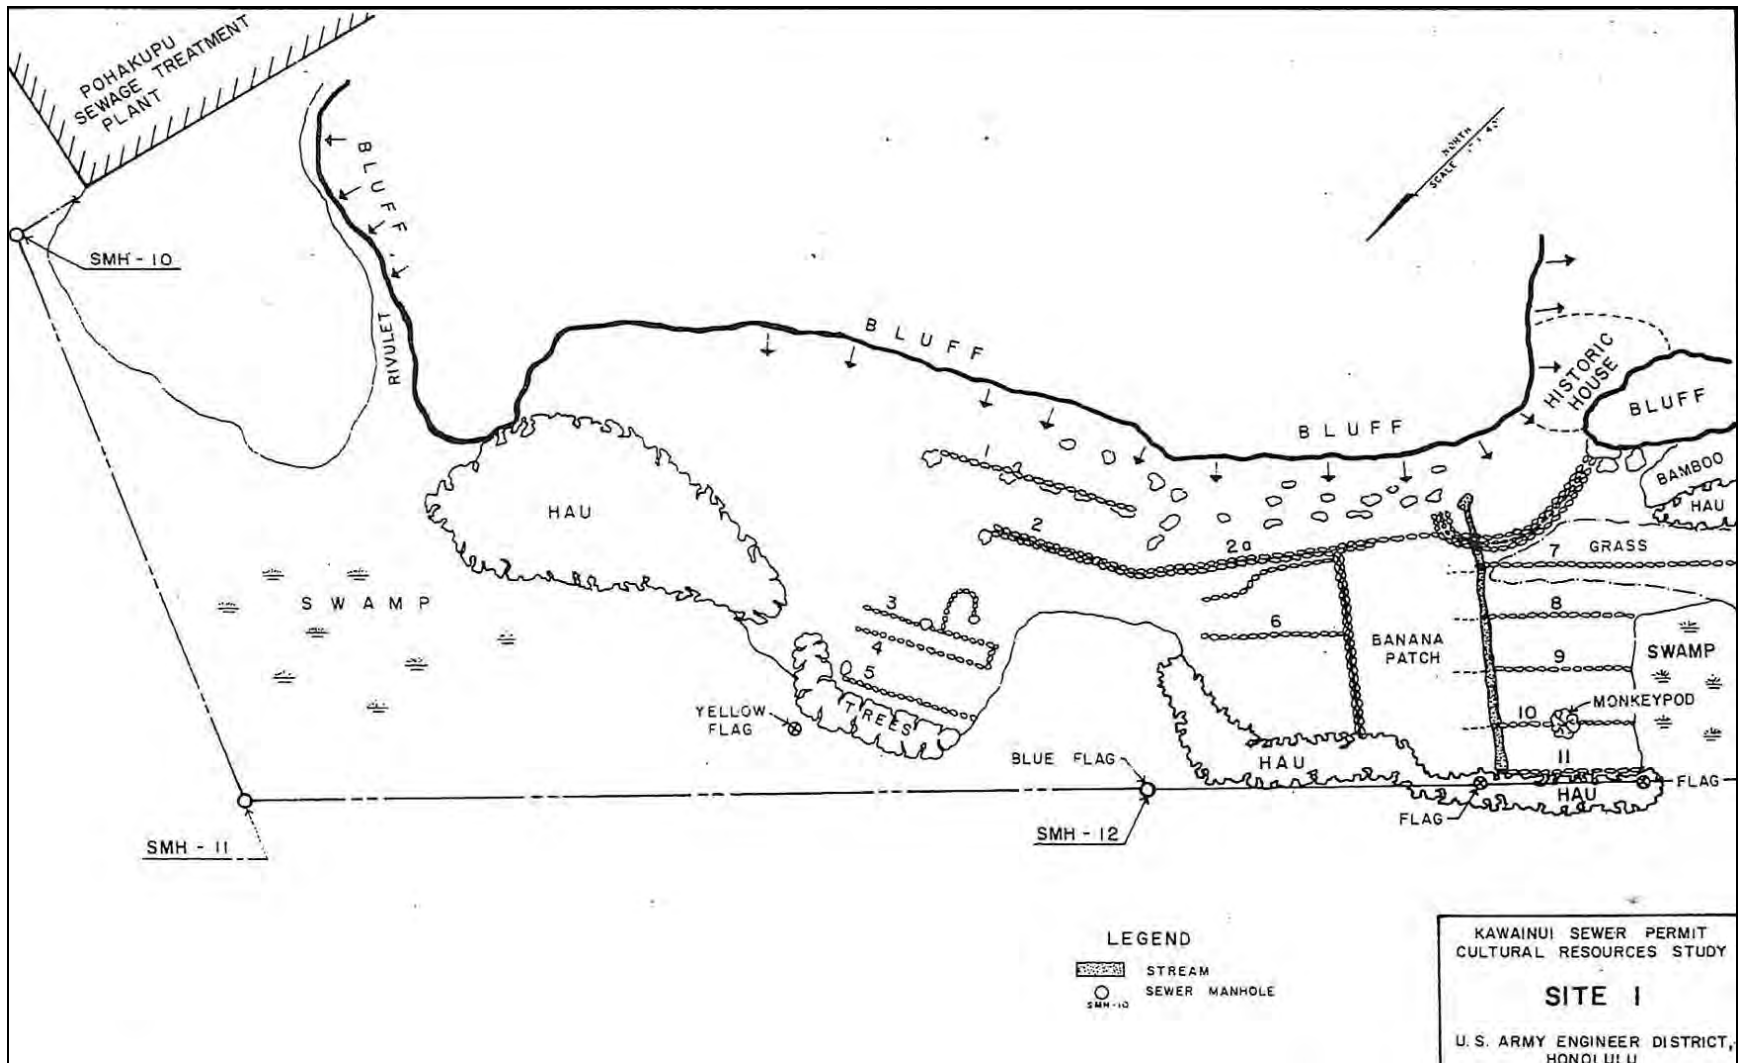 POHAKUPU
SEWAGE TREATMENT
PLANT
SMH-10
BLUFF
RIVULET
BLUFF
BLUFF
NORTH
SCALE
HISTORIC
HOUSE
BLUFF
BAMBOO
HAU
GRASS
HAU
SWAMP
1
2
2a
3
4
5
6
7
8
9
10
11
BANANA
PATCH
SWAMP
MONKEYPOD
TREES
YELLOW
FLAG
BLUE FLAG
HAU
HAU
FLAG
FLAG
SMH-11
SMH-12
LEGEND
STREAM
SEWER MANHOLE
SMH-10
KAWAINUI SEWER PERMIT
CULTURAL RESOURCES STUDY
SITE 1
U.S. ARMY ENGINEER DISTRICT,
HONOLULU